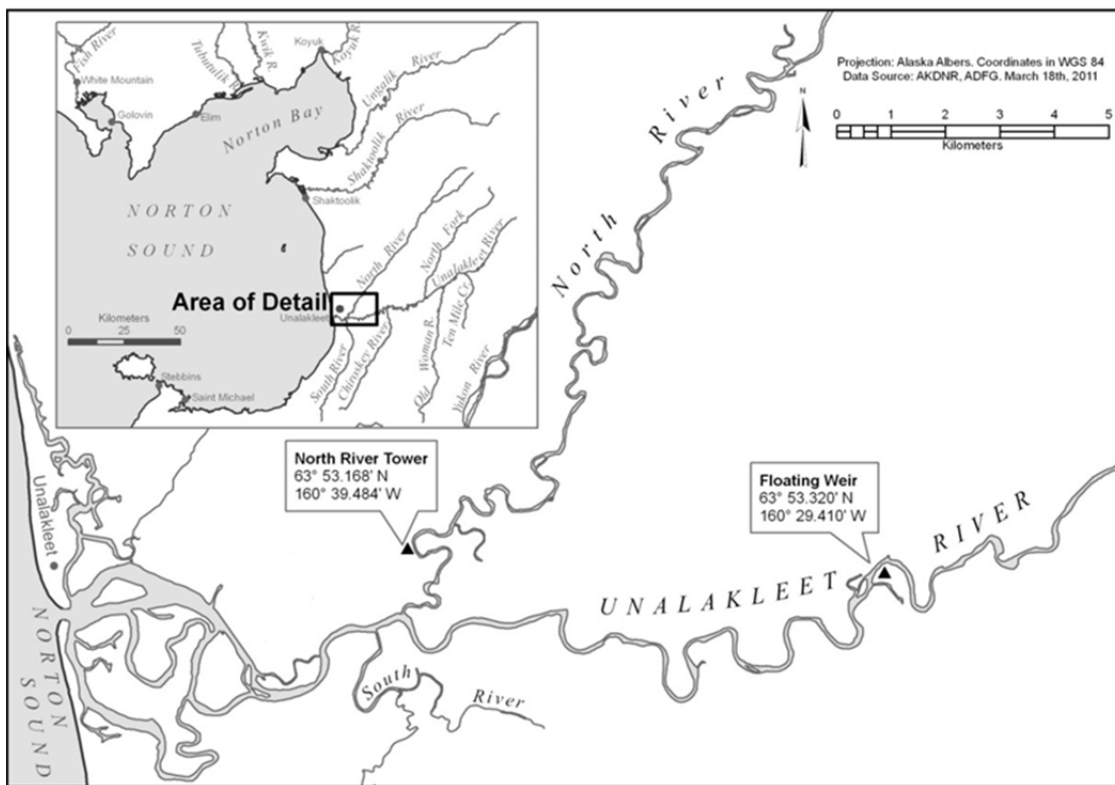 Projection: Alaska Albers. Coordinates in WGS 84
Data Source: AKDNR, ADFG. March 18th, 2011
N
0 1 2 3 4 5
Kilometers
Fish River
White Mountain
Golovin
Tubutulik R.
Kwik R.
Koyuk
Koyuk R.
Elim
Norton Bay
Ungalik River
Shaktoolik River
Shaktoolik
NORTON
SOUND
North River
North Fork
Unalakleet River
Area of Detail
Unalakleet
Kilometers
0 25 50
Stebbins
Saint Michael
South River
Chiroskey River
Old Woman R.
Ten Mile Cr.
Yukon River
North River
North River Tower
63° 53.168' N
160° 39.484' W
Floating Weir
63° 53.320' N
160° 29.410' W
UNALAKLEET RIVER
Unalakleet
NORTON
SOUND
South River